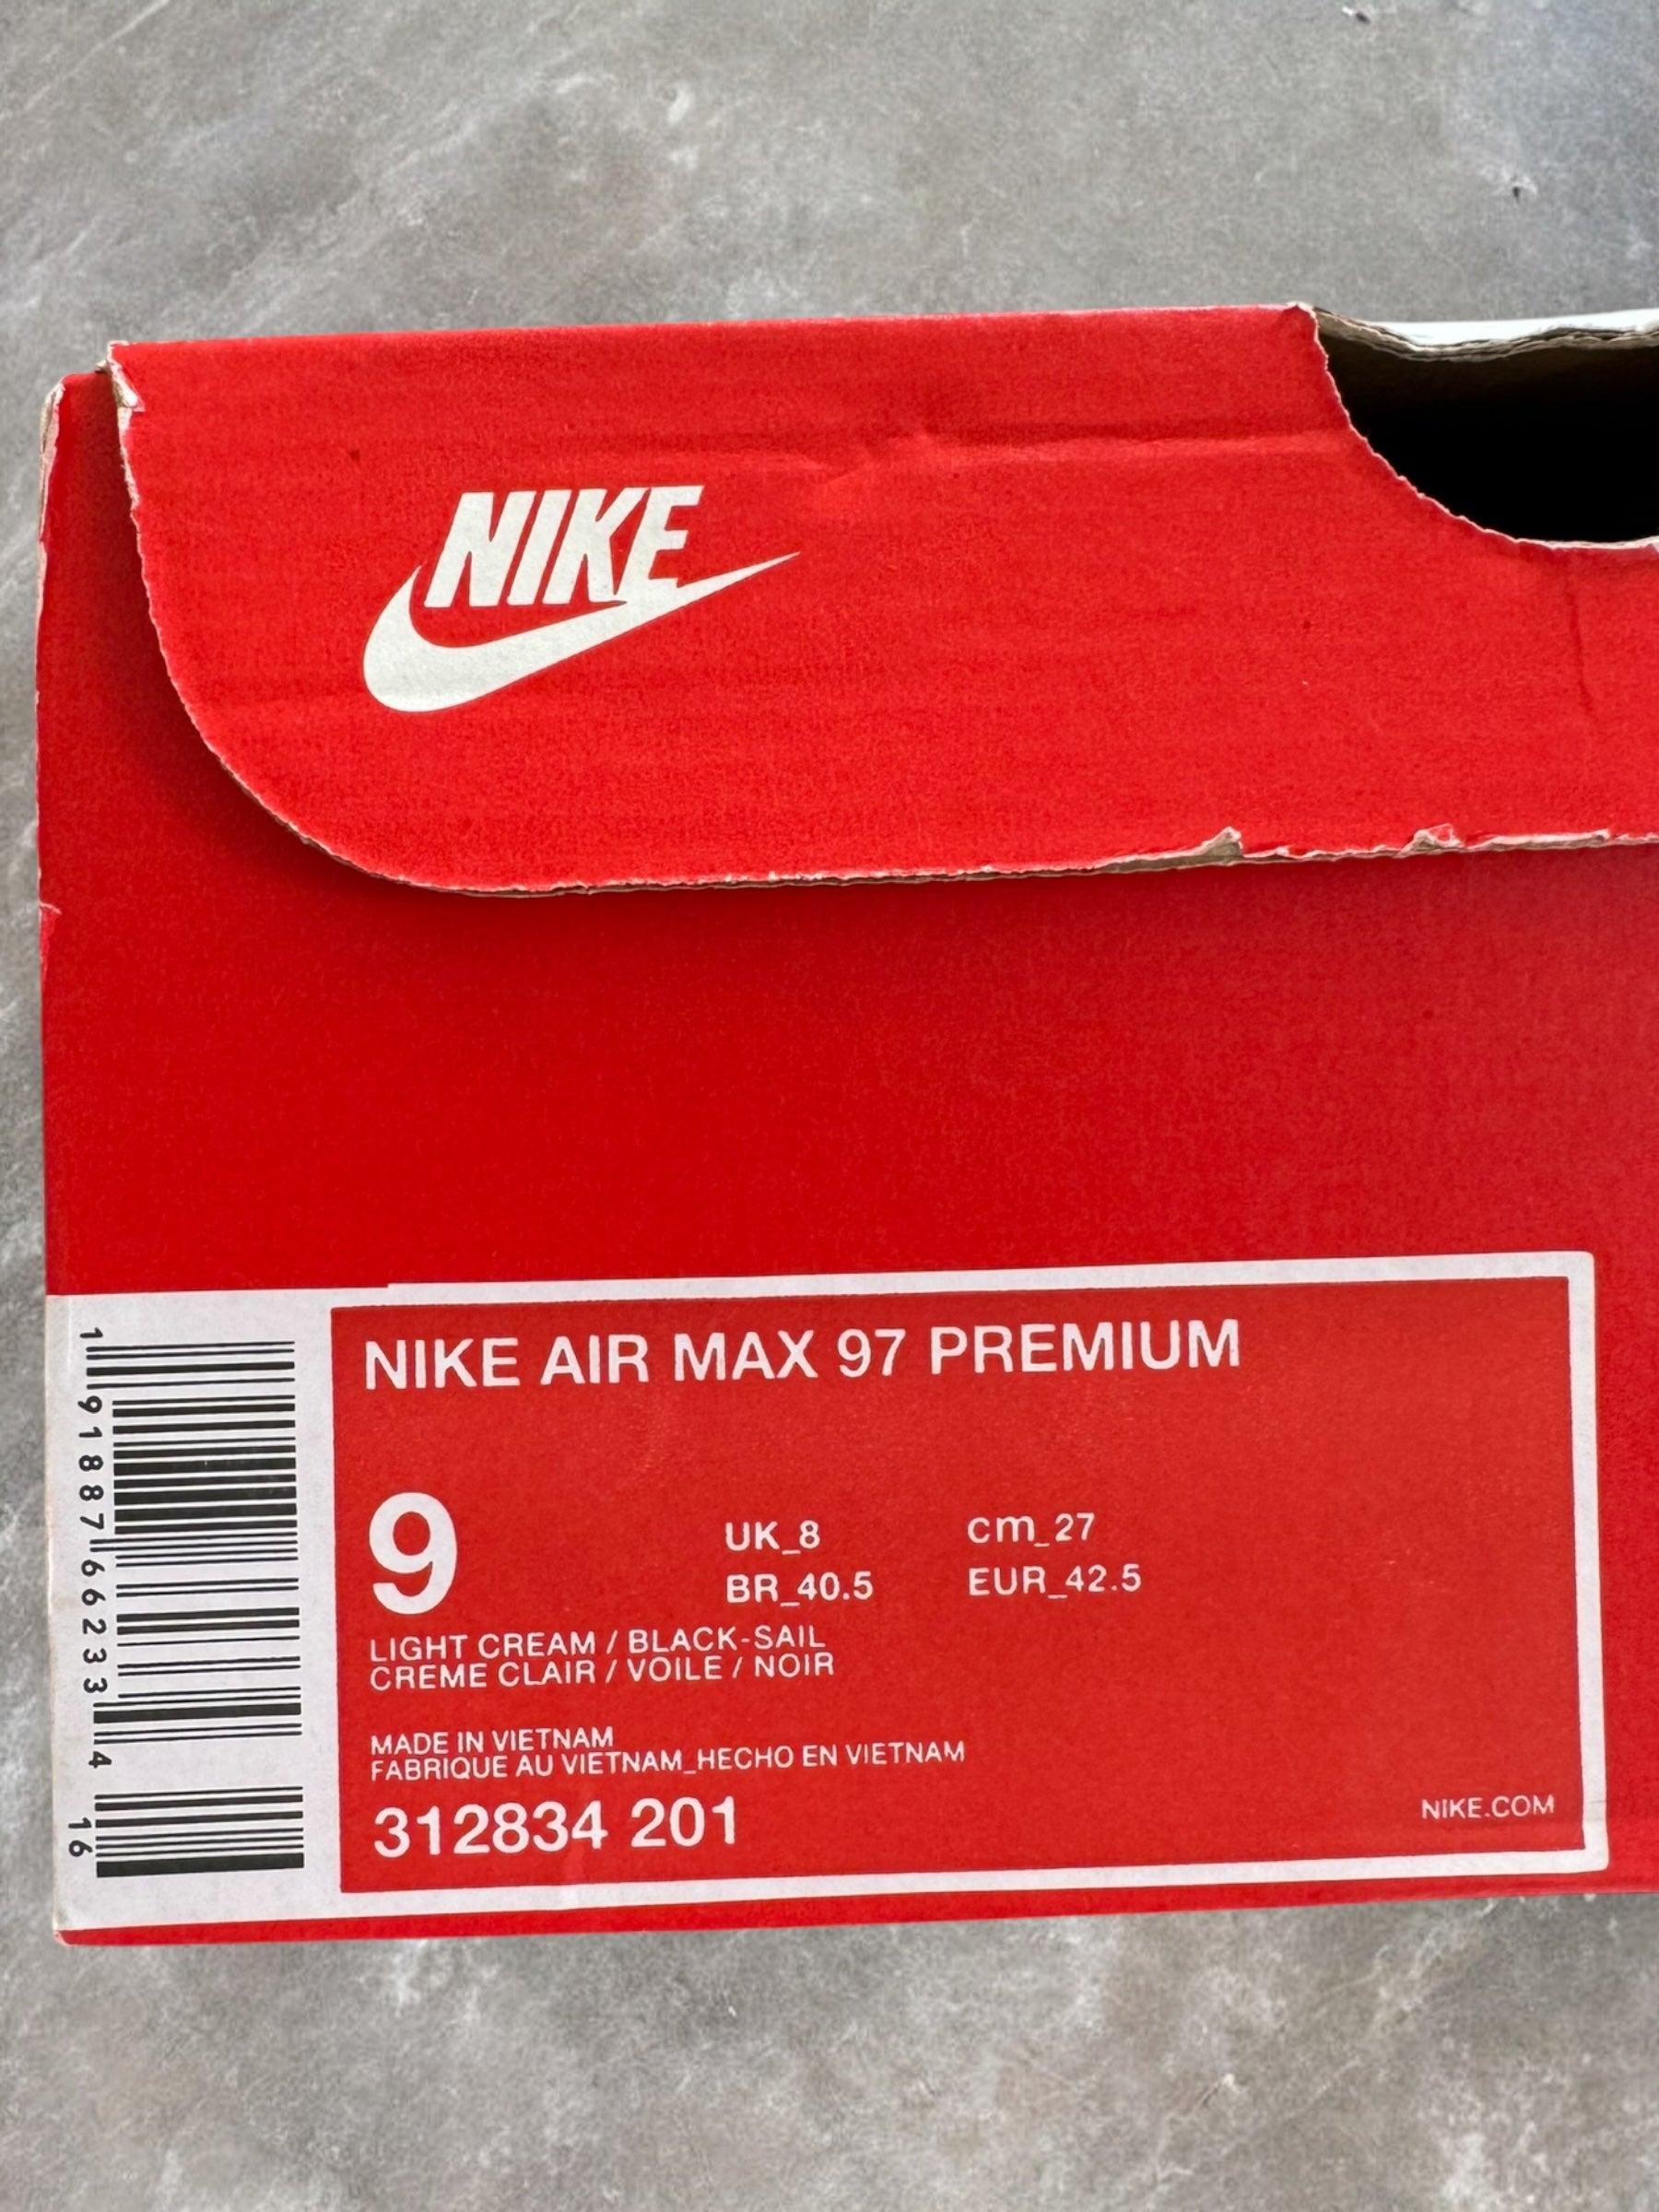 NIKE
NIKE AIR MAX 97 PREMIUM
9
UK_8
cm_27
BR_40.5
EUR_42.5
LIGHT CREAM / BLACK-SAIL
CREME CLAIR / VOILE / NOIR
MADE IN VIETNAM
FABRIQUE AU VIETNAM_HECHO EN VIETNAM
312834 201
NIKE.COM
1 91887 66233 4
16